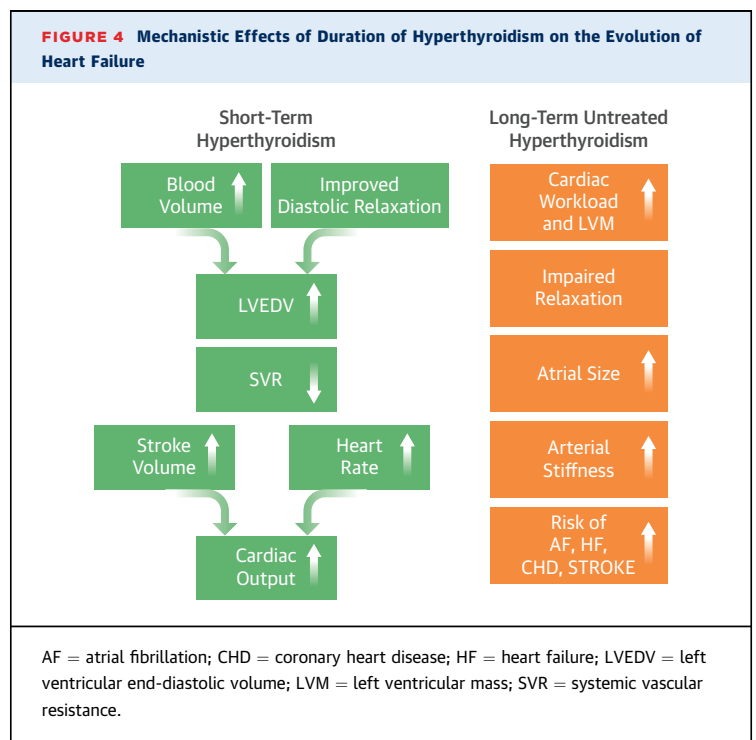 FIGURE 4 Mechanistic Effects of Duration of Hyperthyroidism on the Evolution of
Heart Failure
Short-Term
Hyperthyroidism
Blood
Volume
Improved
Diastolic Relaxation
LVEDV
SVR
Stroke
Volume
Heart
Rate
Cardiac
Output
Long-Term Untreated
Hyperthyroidism
Cardiac
Workload
and LVM
Impaired
Relaxation
Atrial Size
Arterial
Stiffness
Risk of
AF, HF,
CHD, STROKE
AF = atrial fibrillation; CHD = coronary heart disease; HF = heart failure; LVEDV = left
ventricular end-diastolic volume; LVM = left ventricular mass; SVR = systemic vascular
resistance.